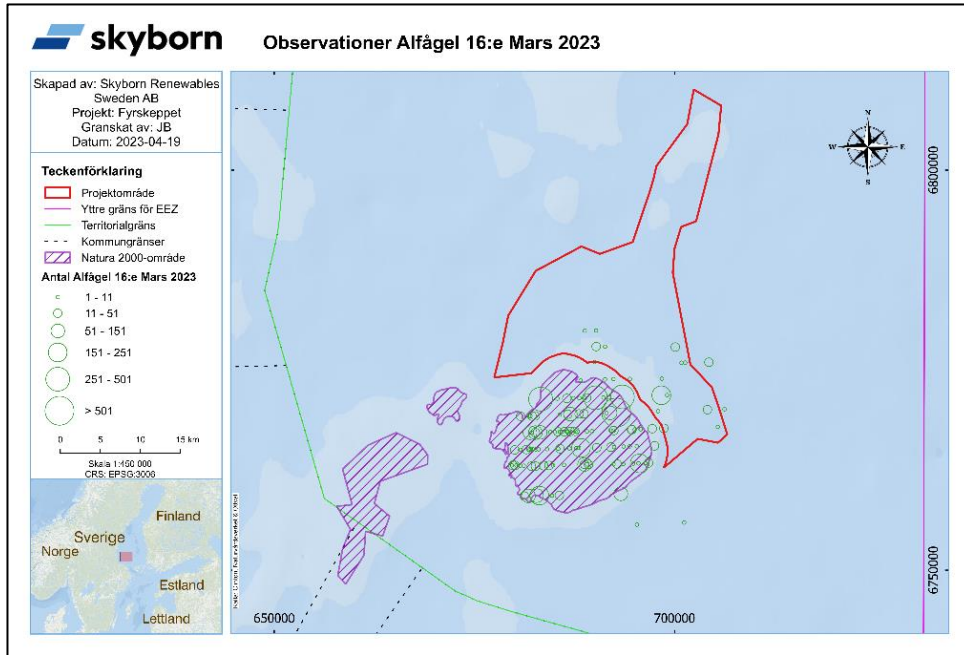 skyborn
Observationer Alfågel 16:e Mars 2023
Skapad av: Skyborn Renewables
Sweden AB
Projekt: Fyrskeppet
Granskat av: JB
Datum: 2023-04-19
Teckenförklaring
Projektområde
Yttre gräns för EEZ
Territorialgräns
Kommungränser
Natura 2000-område
Antal Alfågel 16:e Mars 2023
1 - 11
11 - 51
51 - 151
151 - 251
251 - 501
> 501
0 5 10 15 km
Skala 1:450 000
CRS: EPSG:3006
Finland
Sverige
Norge
Estland
Lettland
N
W E
S
6800000
6750000
650000
700000